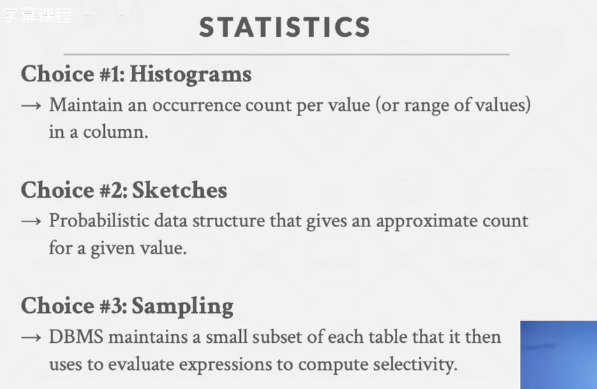 字幕课程
STATISTICS
Choice #1: Histograms
→ Maintain an occurrence count per value (or range of values)
in a column.
Choice #2: Sketches
→ Probabilistic data structure that gives an approximate count
for a given value.
Choice #3: Sampling
→ DBMS maintains a small subset of each table that it then
uses to evaluate expressions to compute selectivity.